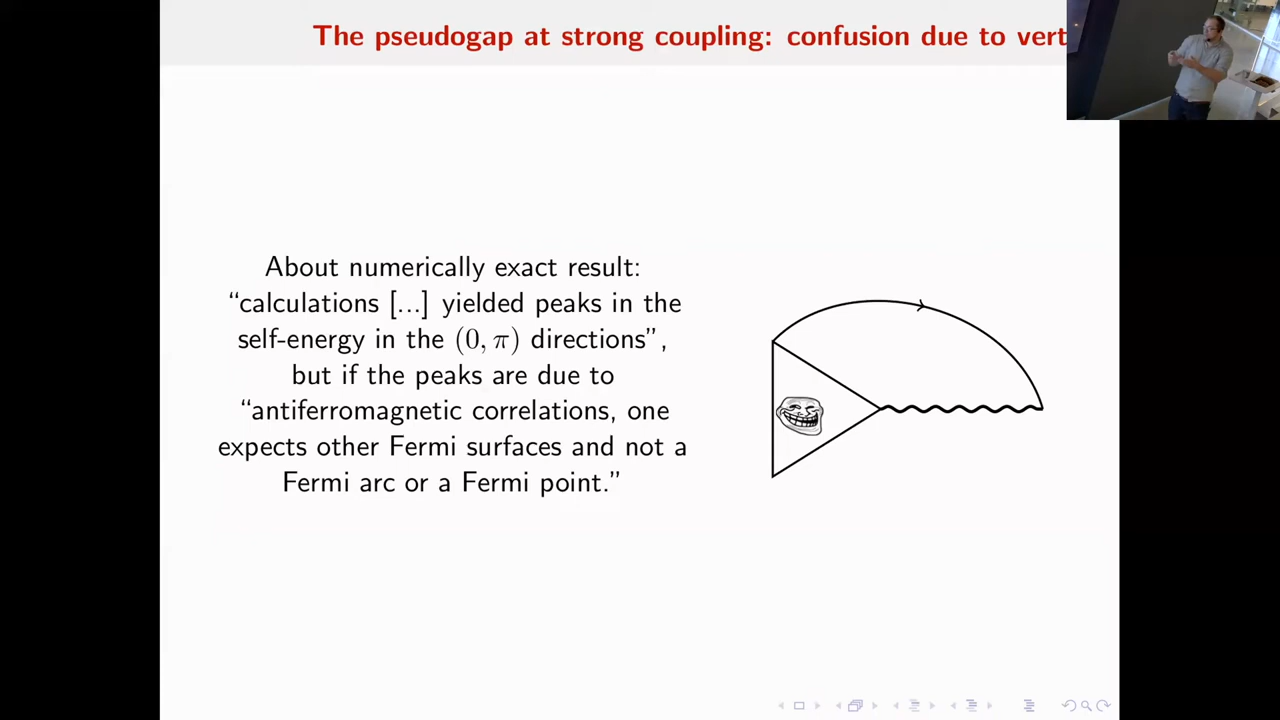 The pseudogap at strong coupling: confusion due to vert
About numerically exact result:
“calculations [...] yielded peaks in the
self-energy in the (0, π) directions”,
but if the peaks are due to
“antiferromagnetic correlations, one
expects other Fermi surfaces and not a
Fermi arc or a Fermi point.”